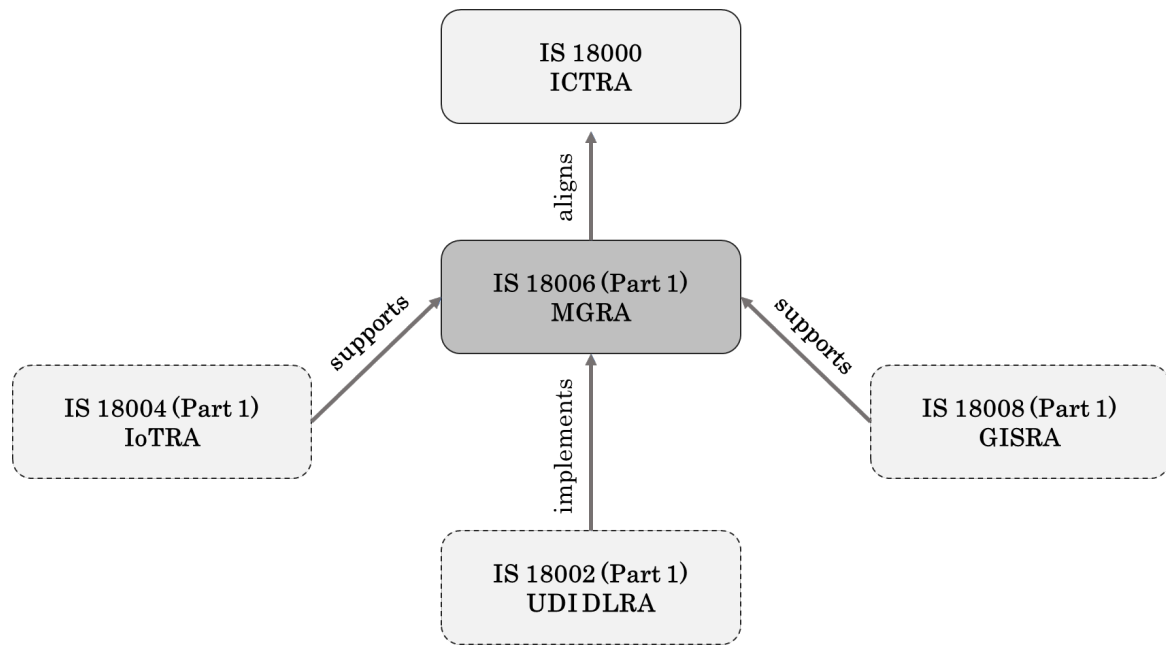 IS 18000
ICTRA
aligns
IS 18006 (Part 1)
MGRA
supports
supports
IS 18004 (Part 1)
IoTRA
IS 18008 (Part 1)
GISRA
implements
IS 18002 (Part 1)
UDI DLRA